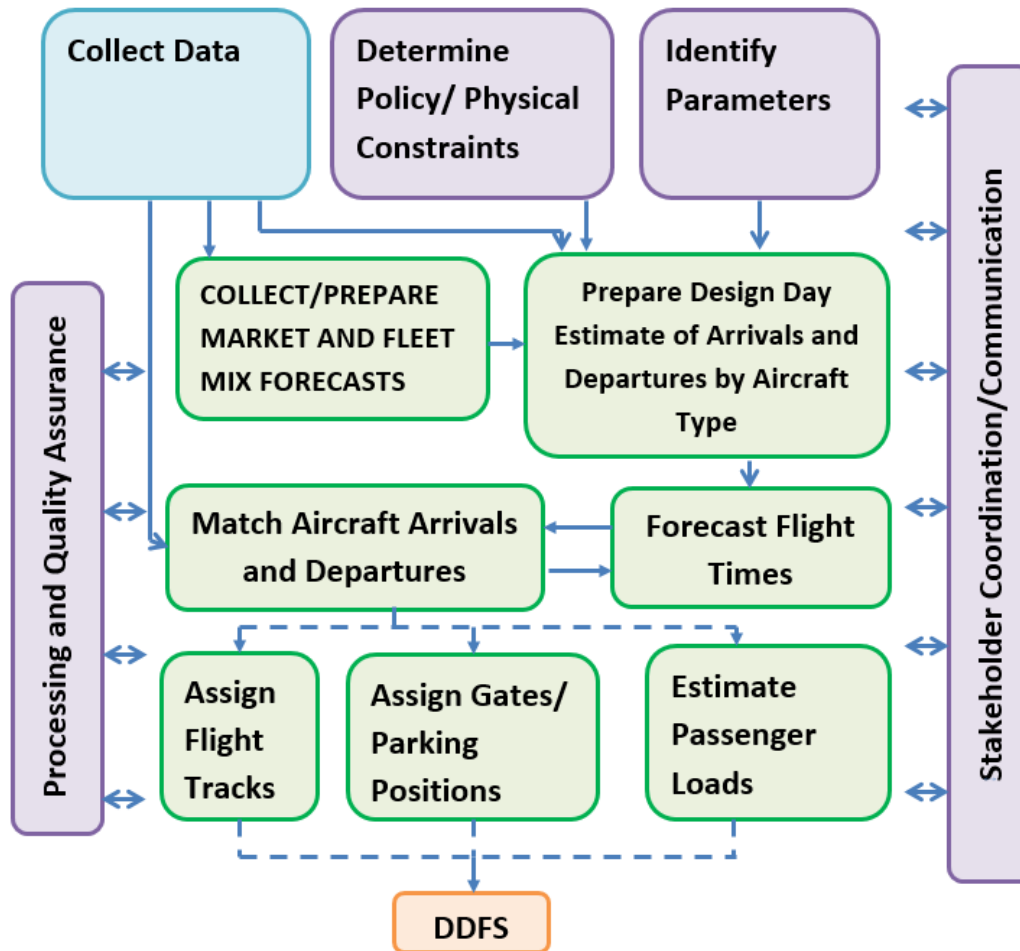 Collect Data
Determine
Policy/ Physical
Constraints
Identify
Parameters
COLLECT/PREPARE
MARKET AND FLEET
MIX FORECASTS
Prepare Design Day
Estimate of Arrivals and
Departures by Aircraft
Type
Match Aircraft Arrivals
and Departures
Forecast Flight
Times
Assign
Flight
Tracks
Assign Gates/
Parking
Positions
Estimate
Passenger
Loads
DDFS
Processing and Quality Assurance
Stakeholder Coordination/Communication